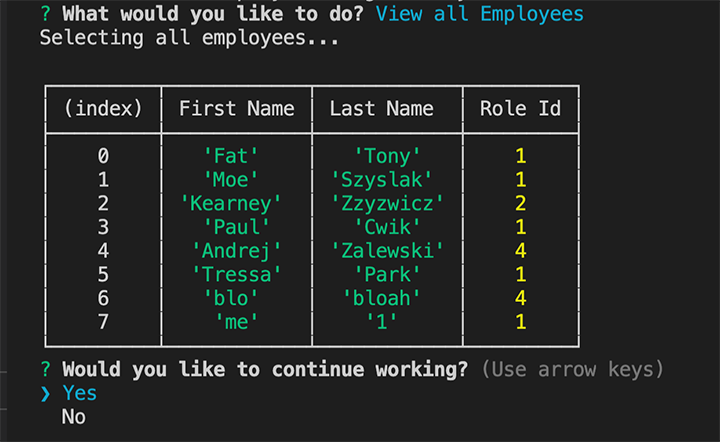 ? What would you like to do? View all Employees
Selecting all employees...
(index) First Name Last Name Role Id
0 'Fat' 'Tony' 1
1 'Moe' 'Szyslak' 1
2 'Kearney' 'Zzyzwicz' 2
3 'Paul' 'Cwik' 1
4 'Andrej' 'Zalewski' 4
5 'Tressa' 'Park' 1
6 'blo' 'bloah' 4
7 'me' '1' 1
? Would you like to continue working? (Use arrow keys)
❯ Yes
No